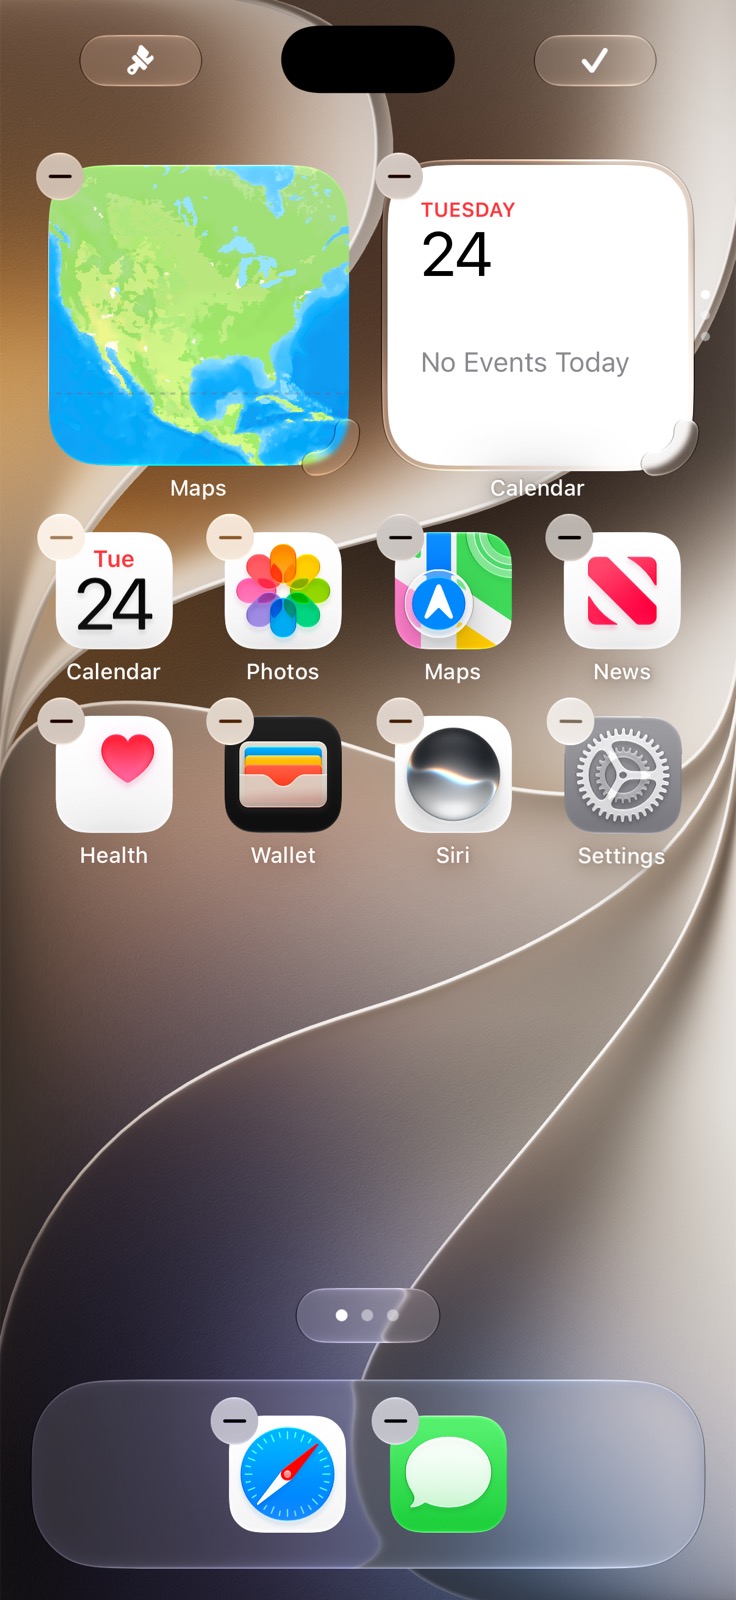 TUESDAY
24
No Events Today
Maps
Calendar
Tue
24
Calendar
Photos
Maps
News
Health
Wallet
Siri
Settings